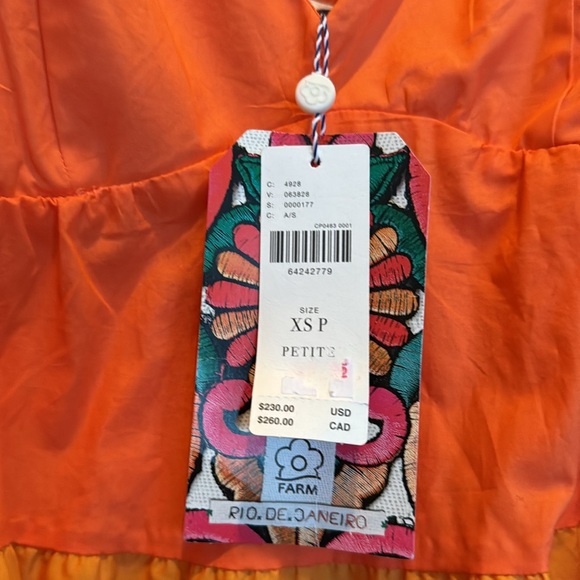 C: 4928
V: 063828
S: 0000177
C: A/S
CP0463 0001
64242779
SIZE
XS P
PETITE
$230.00 USD
$260.00 CAD
FARM
RIO.DE.JANEIRO